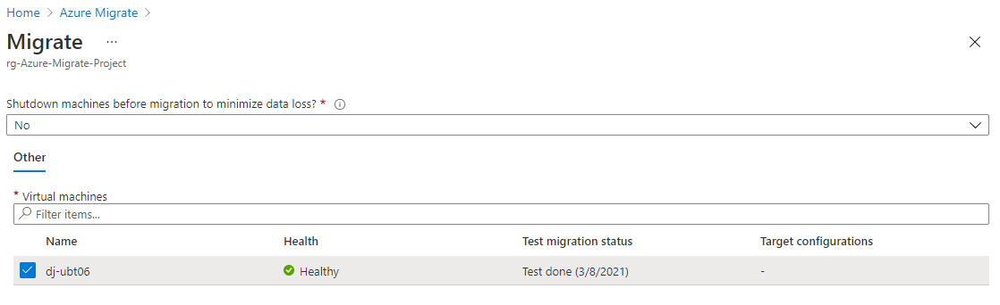 Home > Azure Migrate >
Migrate ...
rg-Azure-Migrate-Project
Shutdown machines before migration to minimize data loss? *
No
Other
* Virtual machines
Filter items...
Name Health Test migration status Target configurations
dj-ubt06 Healthy Test done (3/8/2021) -